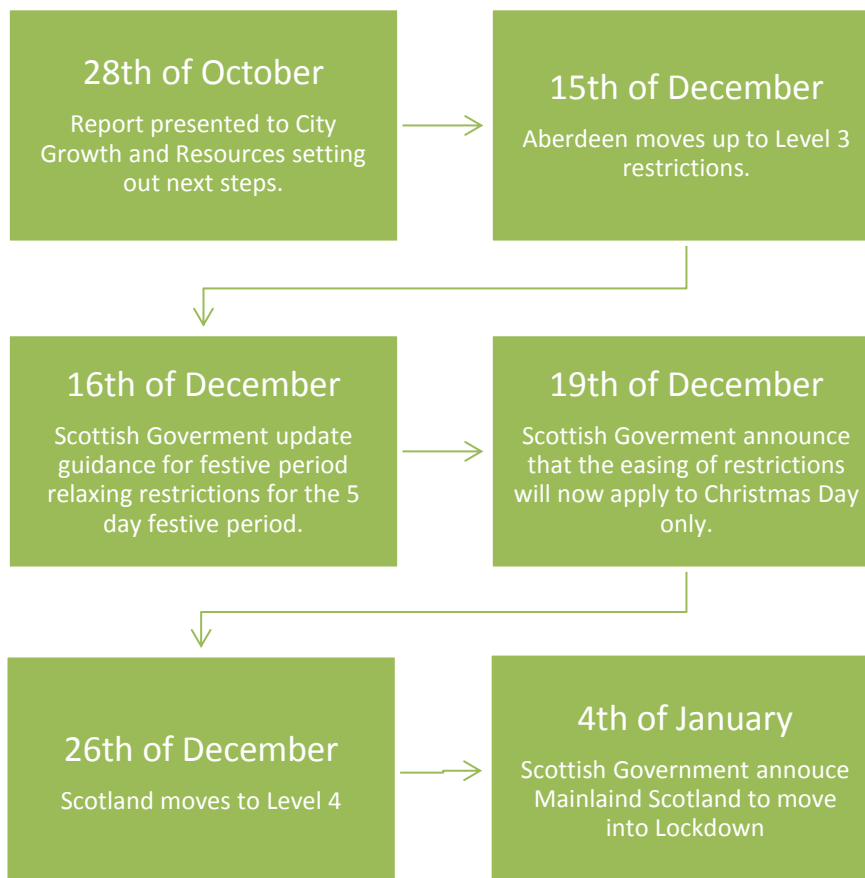 28th of October
Report presented to City
Growth and Resources setting
out next steps.
15th of December
Aberdeen moves up to Level 3
restrictions.
16th of December
Scottish Goverment update
guidance for festive period
relaxing restrictions for the 5
day festive period.
19th of December
Scottish Goverment announce
that the easing of restrictions
will now apply to Christmas Day
only.
26th of December
Scotland moves to Level 4
4th of January
Scottish Government annouce
Mainlaind Scotland to move
into Lockdown